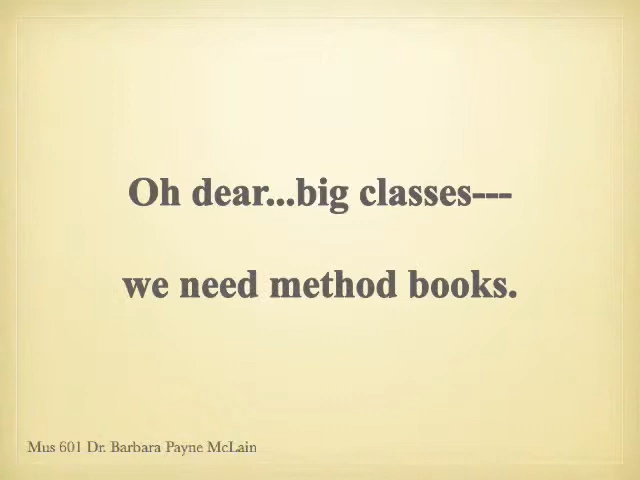 Oh dear...big classes---
we need method books.
Mus 601 Dr. Barbara Payne McLain